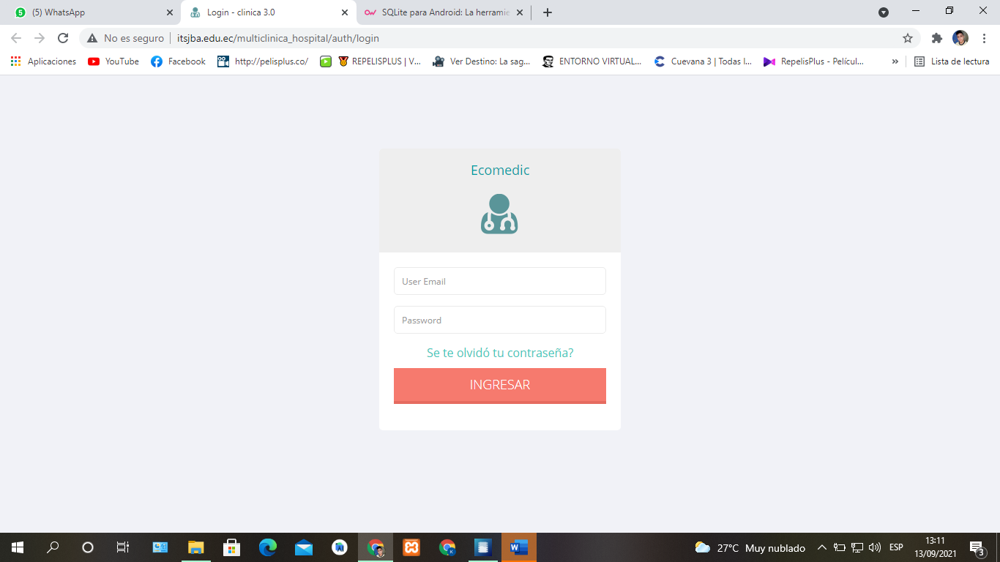 (5) WhatsApp
Login - clinica 3.0
SQLite para Android: La herramie
No es seguro
itsjba.edu.ec/multiclinica_hospital/auth/login
Aplicaciones
YouTube
Facebook
http://pelisplus.co/
REPELISPLUS | V...
Ver Destino: La sag...
ENTORNO VIRTUAL...
Cuevana 3 | Todas l...
RepelisPlus - Películ...
»
Lista de lectura
Ecomedic
User Email
Password
Se te olvidó tu contraseña?
INGRESAR
27°C Muy nublado
ESP
13:11
13/09/2021
3